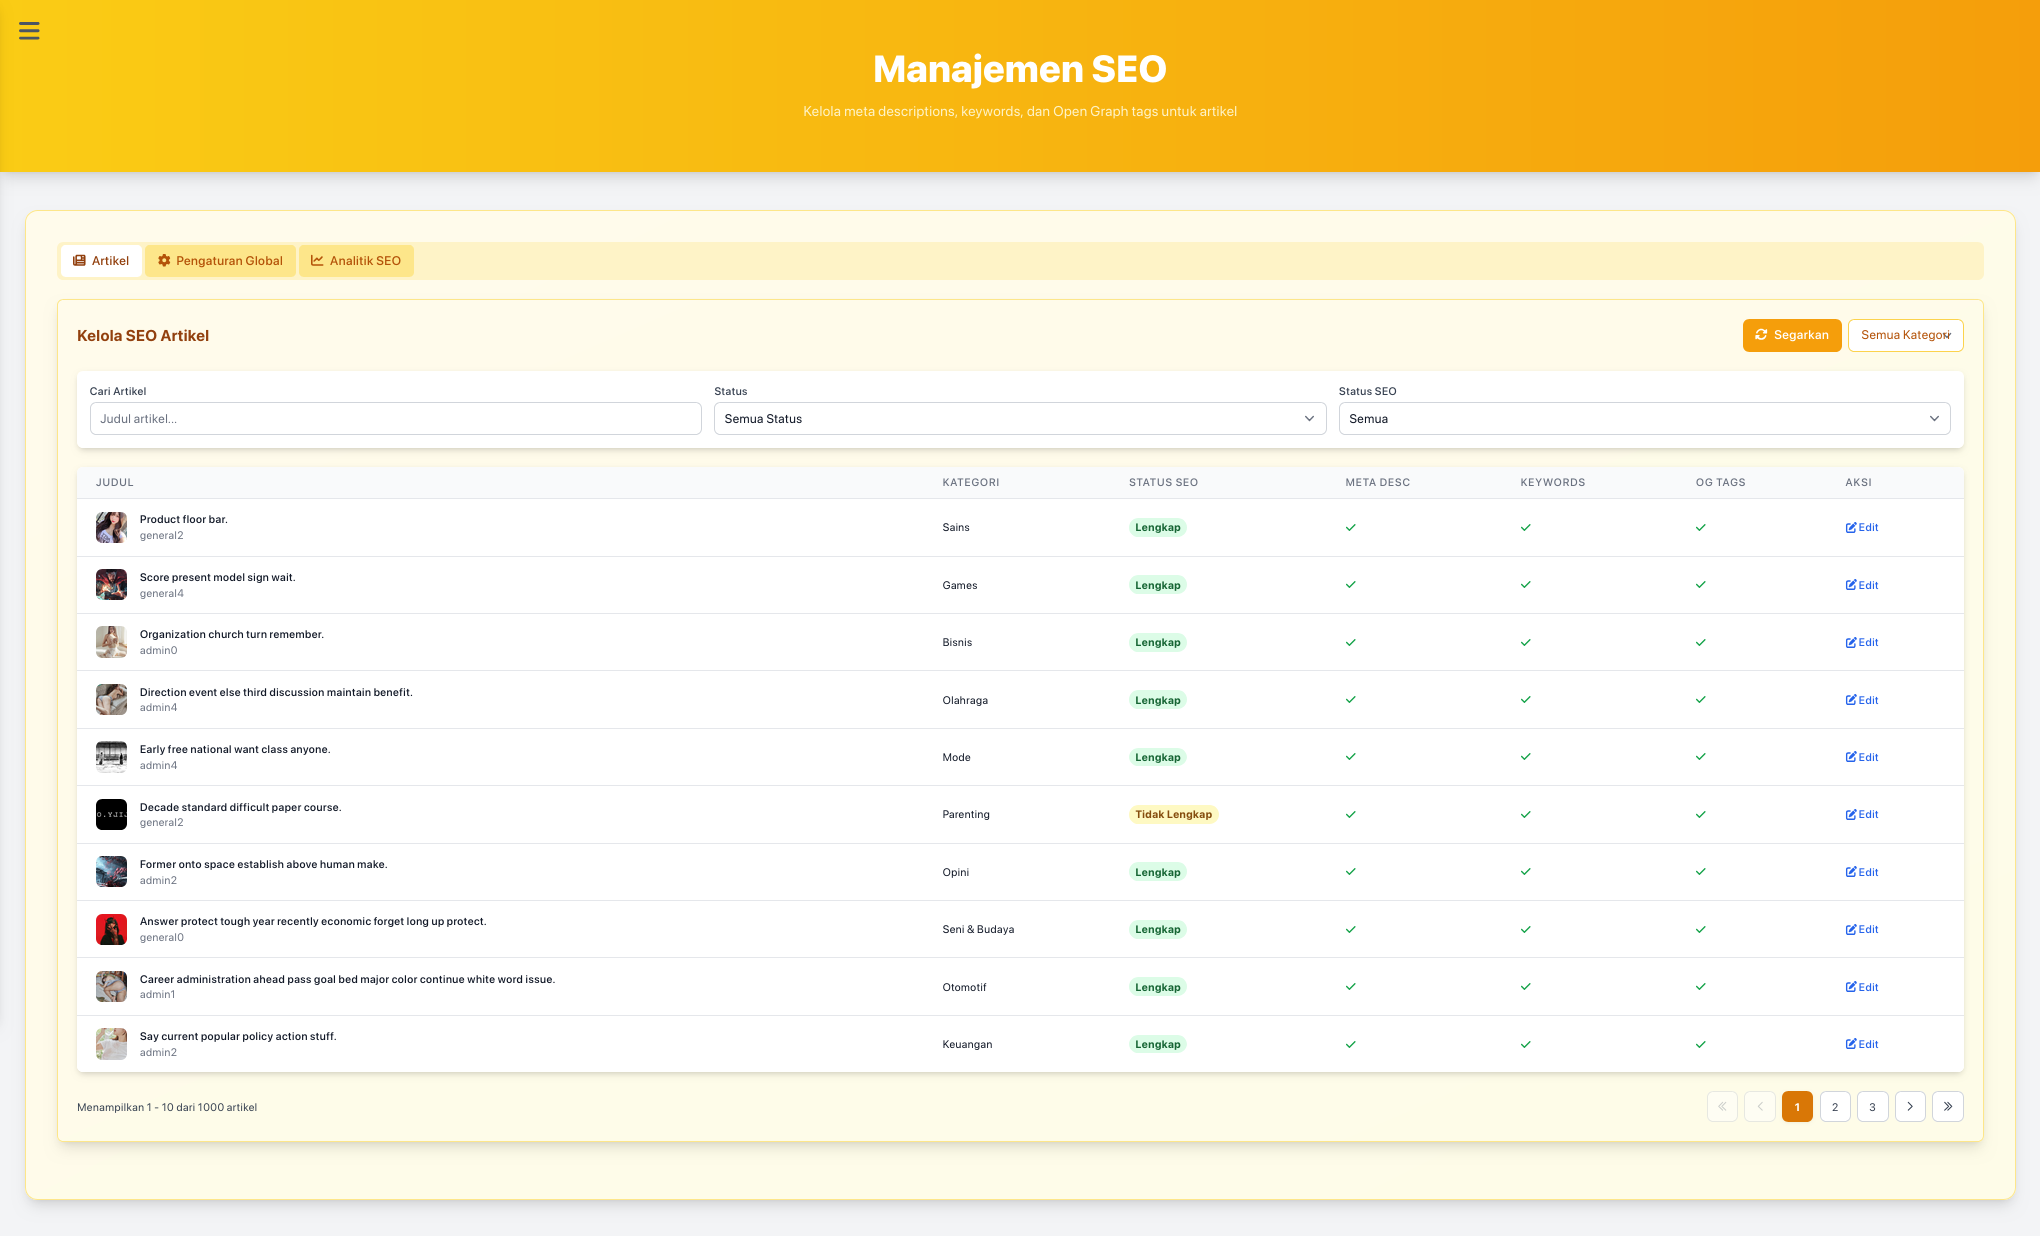 Manajemen SEO
Kelola meta descriptions, keywords, dan Open Graph tags untuk artikel
Artikel
Pengaturan Global
Analitik SEO
Kelola SEO Artikel
Segarkan
Semua Kategori
Cari Artikel
Status
Status SEO
Judul artikel...
Semua Status
Semua
JUDUL KATEGORI STATUS SEO META DESC KEYWORDS OG TAGS AKSI
Product floor bar.
general2
Sains Lengkap Edit
Score present model sign wait.
general4
Games Lengkap Edit
Organization church turn remember.
admin0
Bisnis Lengkap Edit
Direction event else third discussion maintain benefit.
admin4
Olahraga Lengkap Edit
Early free national want class anyone.
admin4
Mode Lengkap Edit
Decade standard difficult paper course.
general2
Parenting Tidak Lengkap Edit
Former onto space establish above human make.
admin2
Opini Lengkap Edit
Answer protect tough year recently economic forget long up protect.
general0
Seni & Budaya Lengkap Edit
Career administration ahead pass goal bed major color continue white word issue.
admin1
Otomotif Lengkap Edit
Say current popular policy action stuff.
admin2
Keuangan Lengkap Edit
Menampilkan 1 - 10 dari 1000 artikel
1 2 3